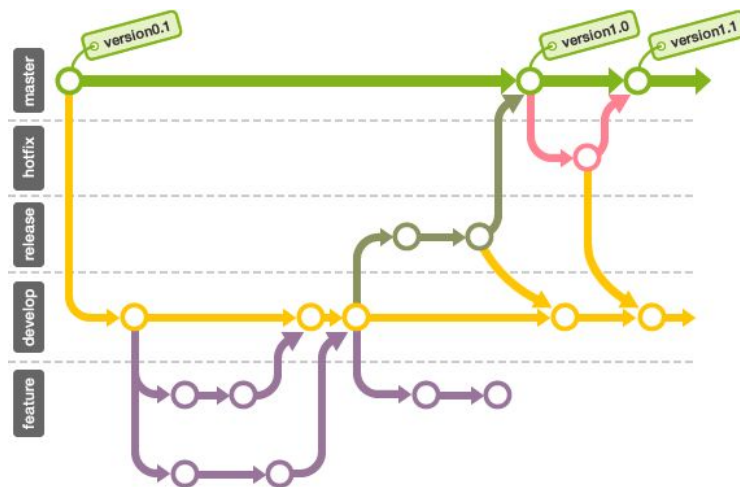 version0.1
version1.0
version1.1
master
hotfix
release
develop
feature